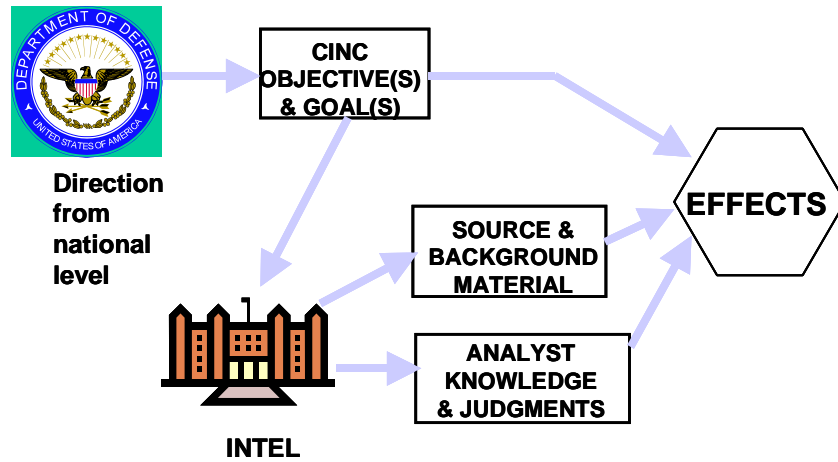 DEPARTMENT OF DEFENSE
UNITED STATES OF AMERICA
CINC
OBJECTIVE(S)
& GOAL(S)
Direction
from
national
level
EFFECTS
SOURCE &
BACKGROUND
MATERIAL
ANALYST
KNOWLEDGE
& JUDGMENTS
INTEL